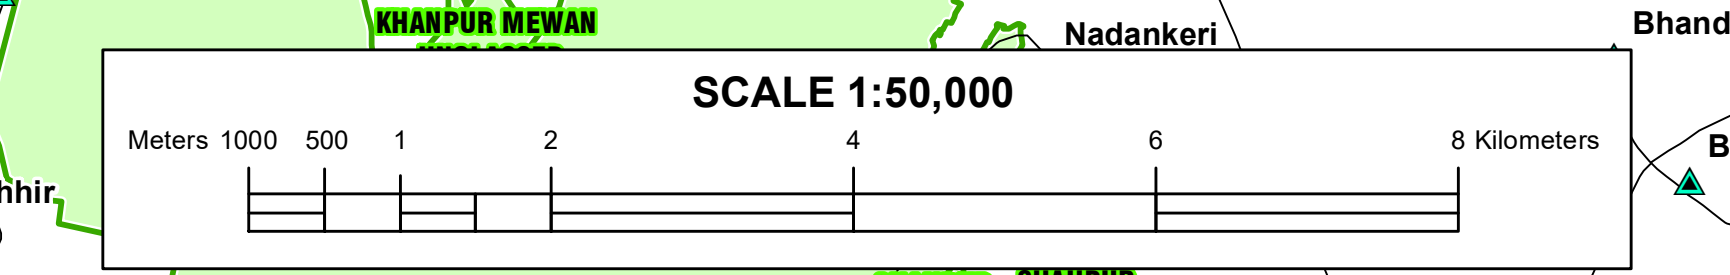 KHANPUR MEWAN
Nadankeri
Bhand
SCALE 1:50,000
Meters 1000 500 1 2 4 6 8 Kilometers
B
hhir